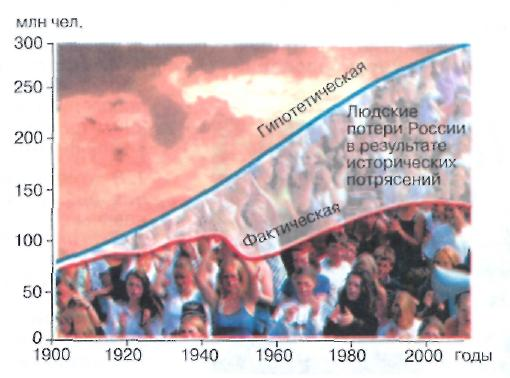 млн чел.
300
250
200
150
100
50
0
Гипотетическая
Людские
потери России
в результате
исторических
потрясений
Фактическая
1900 1920 1940 1960 1980 2000 годы